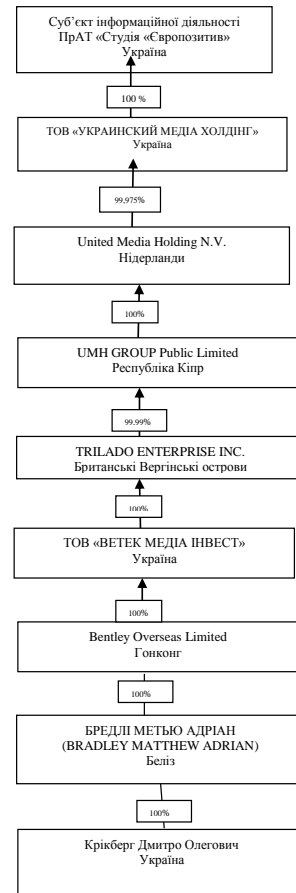 Суб’єкт інформаційної діяльності
ПрАТ «Студія «Європозитив»
Україна
100 %
ТОВ «УКРАИНСКИЙ МЕДІА ХОЛДІНГ»
Україна
99,975%
United Media Holding N.V.
Нідерланди
100%
UMH GROUP Public Limited
Республіка Кіпр
99.99%
TRILADO ENTERPRISE INC.
Британські Вергінські острови
100%
ТОВ «ВЕТЕК МЕДІА ІНВЕСТ»
Україна
100%
Bentley Overseas Limited
Гонконг
100%
БРЕДЛІ МЕТЬЮ АДРІАН
(BRADLEY MATTHEW ADRIAN)
Беліз
100%
Крікберг Дмитро Олегович
Україна